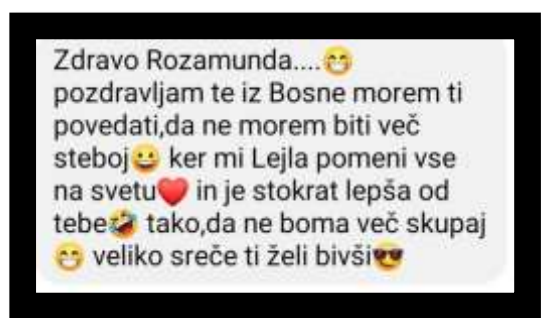 Zdravo Rozamunda....😁
pozdravljam te iz Bosne morem ti
povedati,da ne morem biti več
steboj😀 ker mi Lejla pomeni vse
na svetu❤️ in je stokrat lepša od
tebe🤣 tako,da ne boma več skupaj
😁 veliko sreče ti želi bivši😎